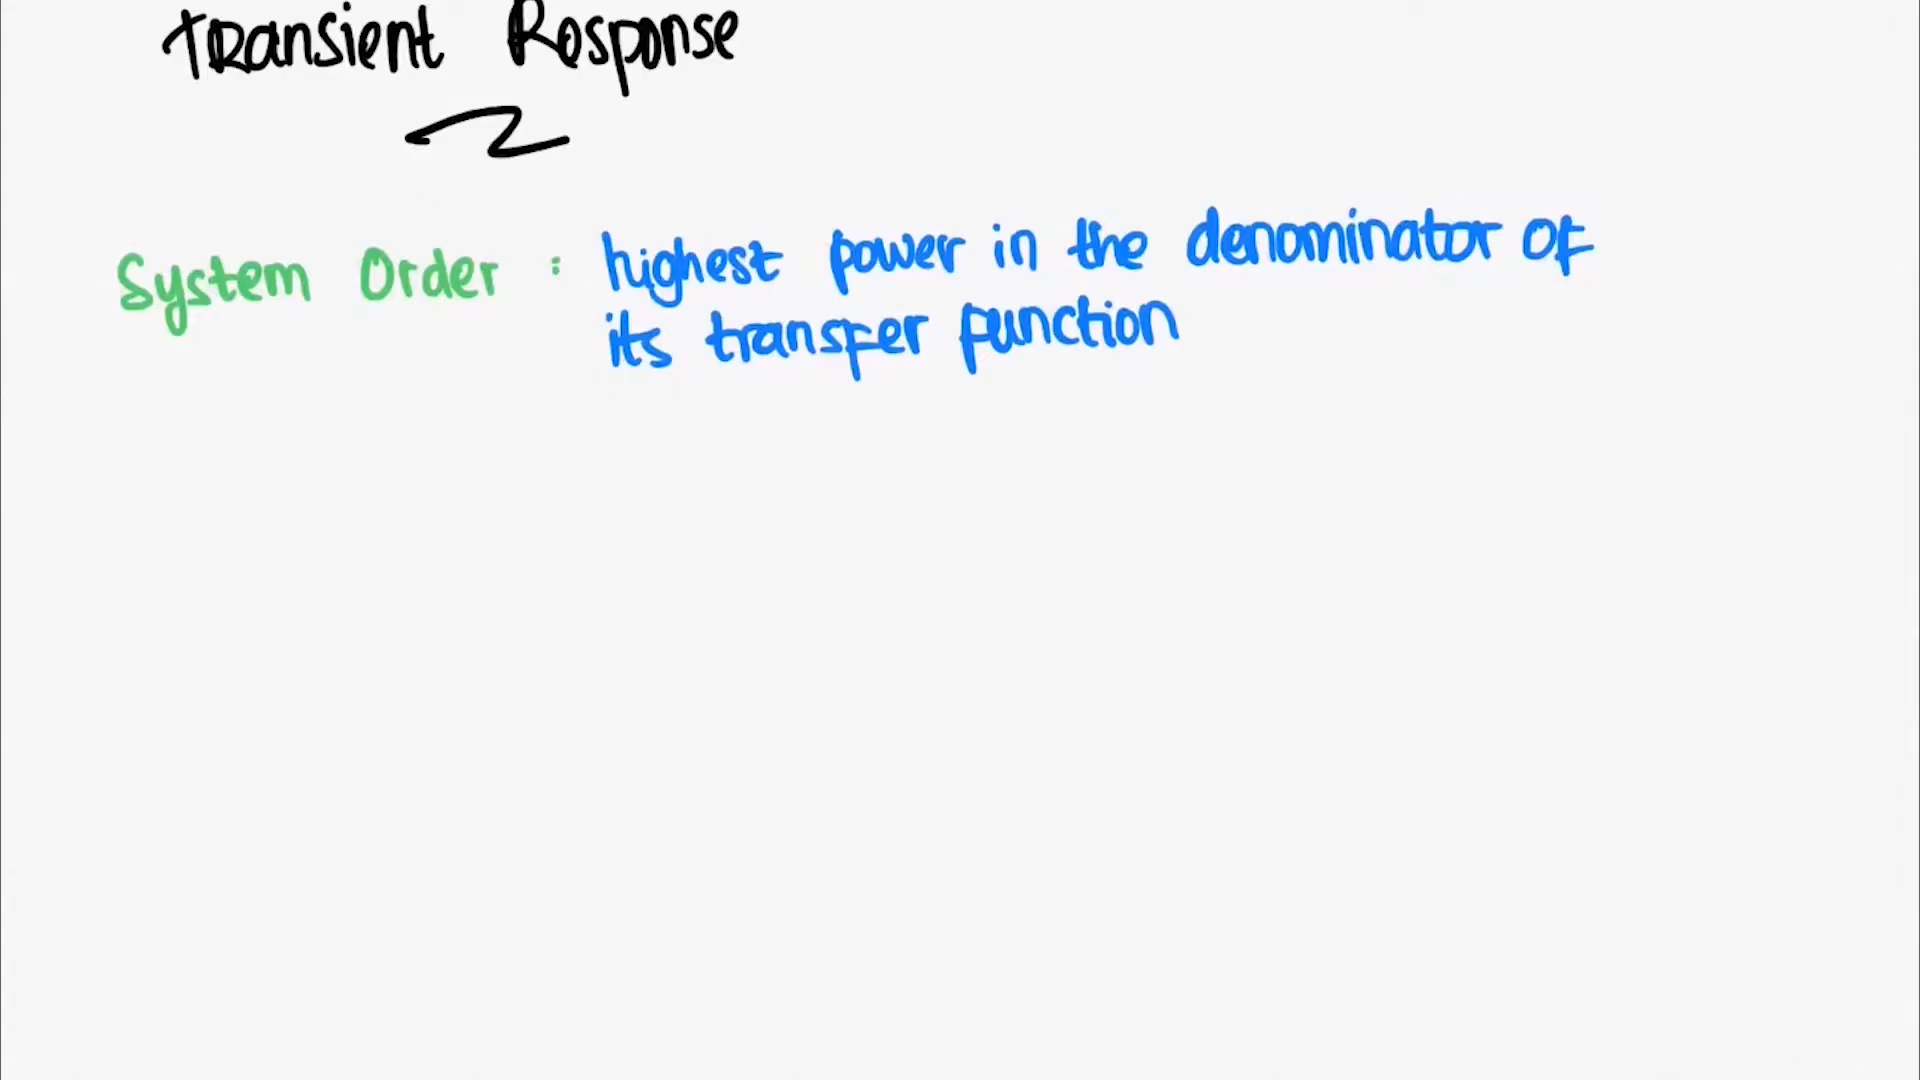 Transient Response
System Order : highest power in the denominator of
its transfer function